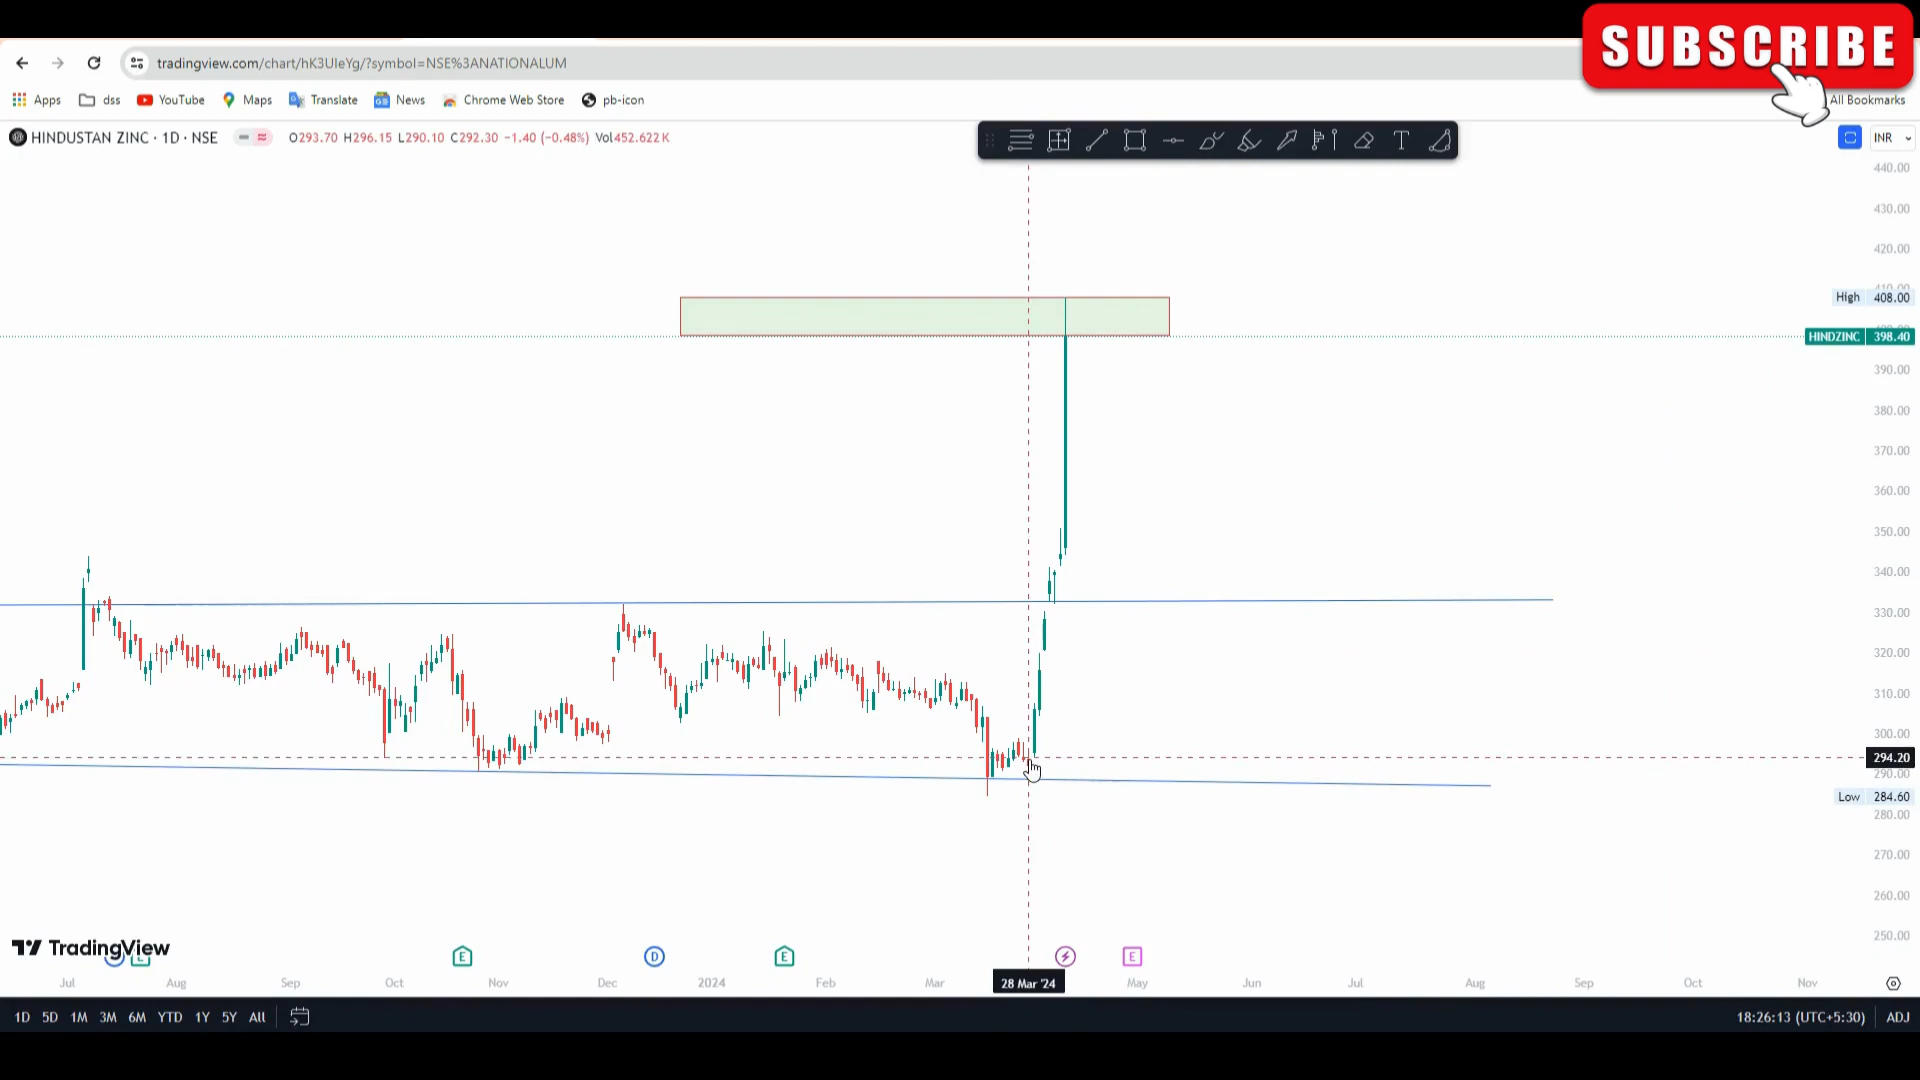 SUBSCRIBE
tradingview.com/chart/hK3UIeYg/?symbol=NSE%3ANATIONALUM
Apps dss YouTube Maps Translate News Chrome Web Store pb-icon All Bookmarks
HINDUSTAN ZINC · 1D · NSE O293.70 H296.15 L290.10 C292.30 −1.40 (−0.48%) Vol452.622K
INR
440.00
430.00
420.00
High 408.00
HINDZINC 398.40
390.00
380.00
370.00
360.00
350.00
340.00
330.00
320.00
310.00
300.00
294.20
290.00
Low 284.60
280.00
270.00
260.00
250.00
TradingView
E D E E
Jul Aug Sep Oct Nov Dec 2024 Feb Mar 28 Mar '24 May Jun Jul Aug Sep Oct Nov
1D 5D 1M 3M 6M YTD 1Y 5Y All
18:26:13 (UTC+5:30) ADJ